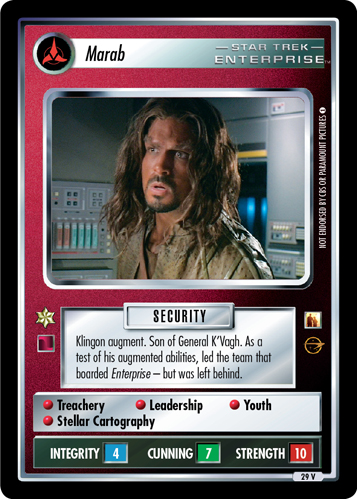 Marab
STAR TREK
ENTERPRISE™
NOT ENDORSED BY CBS OR PARAMOUNT PICTURES
SECURITY
Klingon augment. Son of General K'Vagh. As a
test of his augmented abilities, led the team that
boarded Enterprise – but was left behind.
Treachery Leadership Youth
Stellar Cartography
INTEGRITY 4 CUNNING 7 STRENGTH 10
29 V